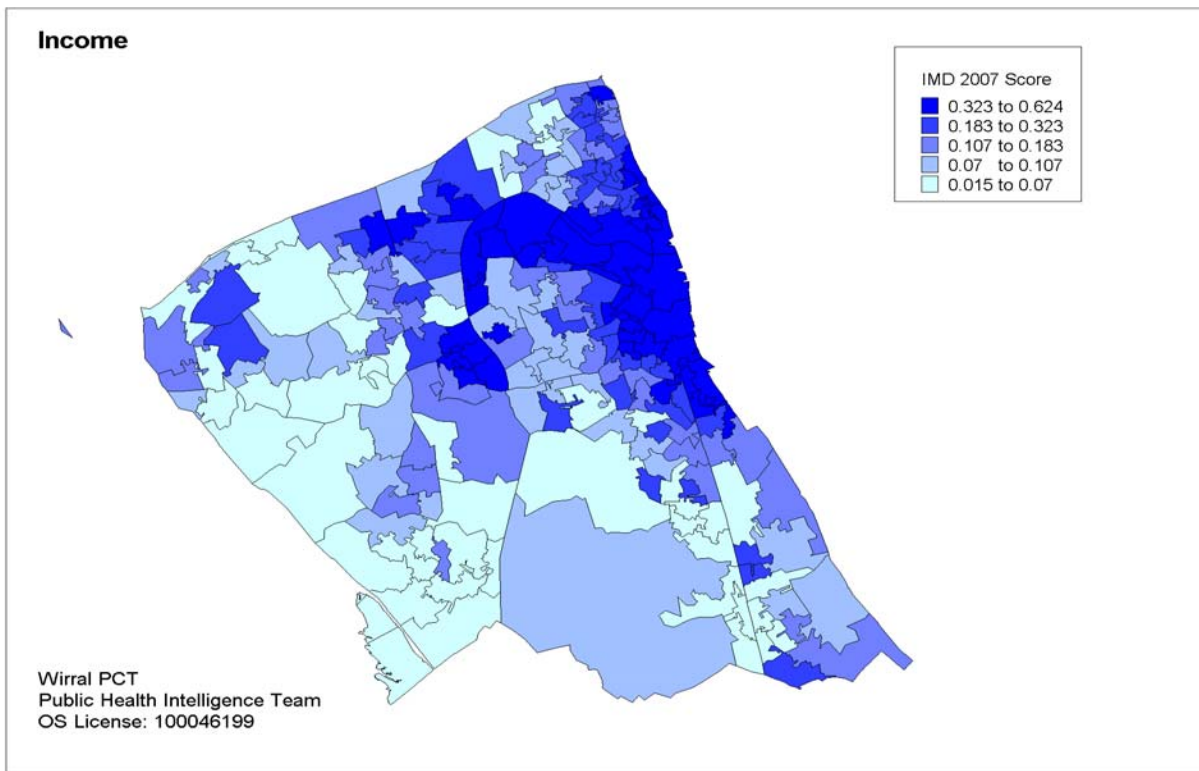 Income
IMD 2007 Score
0.323 to 0.624
0.183 to 0.323
0.107 to 0.183
0.07 to 0.107
0.015 to 0.07
Wirral PCT
Public Health Intelligence Team
OS License: 100046199